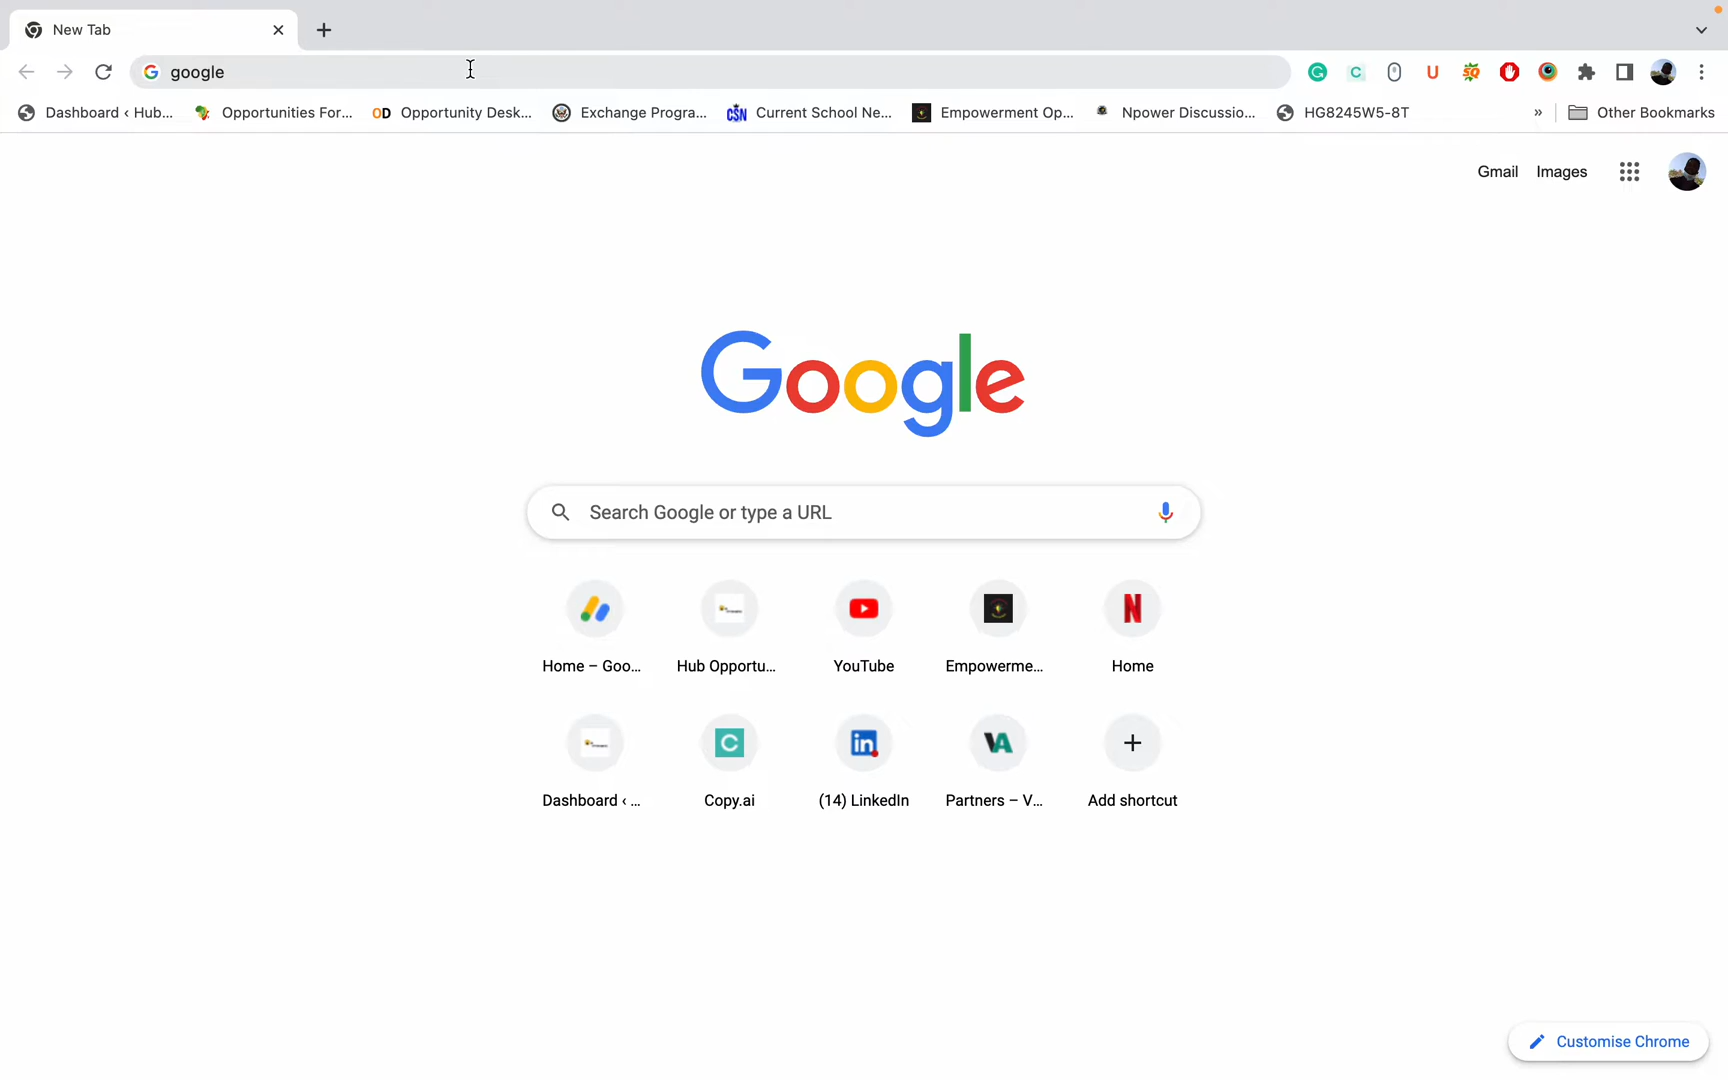 New Tab
google
Dashboard ‹ Hub...
Opportunities For...
OD Opportunity Desk...
Exchange Progra...
CSN Current School Ne...
Empowerment Op...
Npower Discussio...
HG8245W5-8T
»
Other Bookmarks
Gmail Images
Google
Search Google or type a URL
Home – Goo...
Hub Opportu...
YouTube
Empowerme...
Home
Dashboard ‹ ...
Copy.ai
(14) LinkedIn
Partners – V...
Add shortcut
Customise Chrome